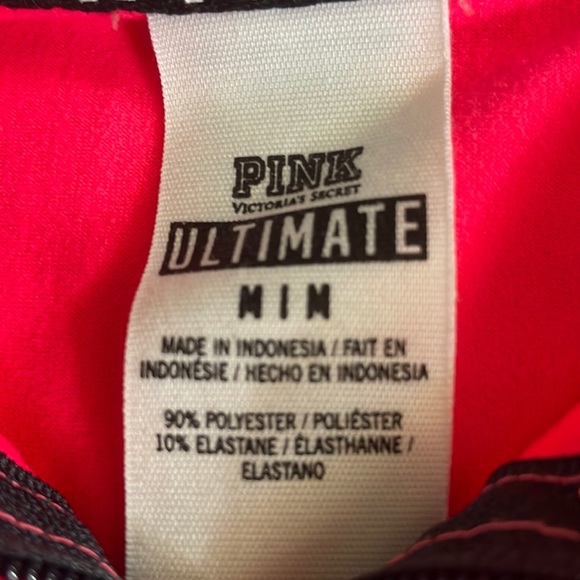 PINK
VICTORIA'S SECRET
ULTIMATE
M | M
MADE IN INDONESIA / FAIT EN
INDONÉSIE / HECHO EN INDONESIA
90% POLYESTER / POLIÉSTER
10% ELASTANE / ÉLASTHANNE /
ELASTANO